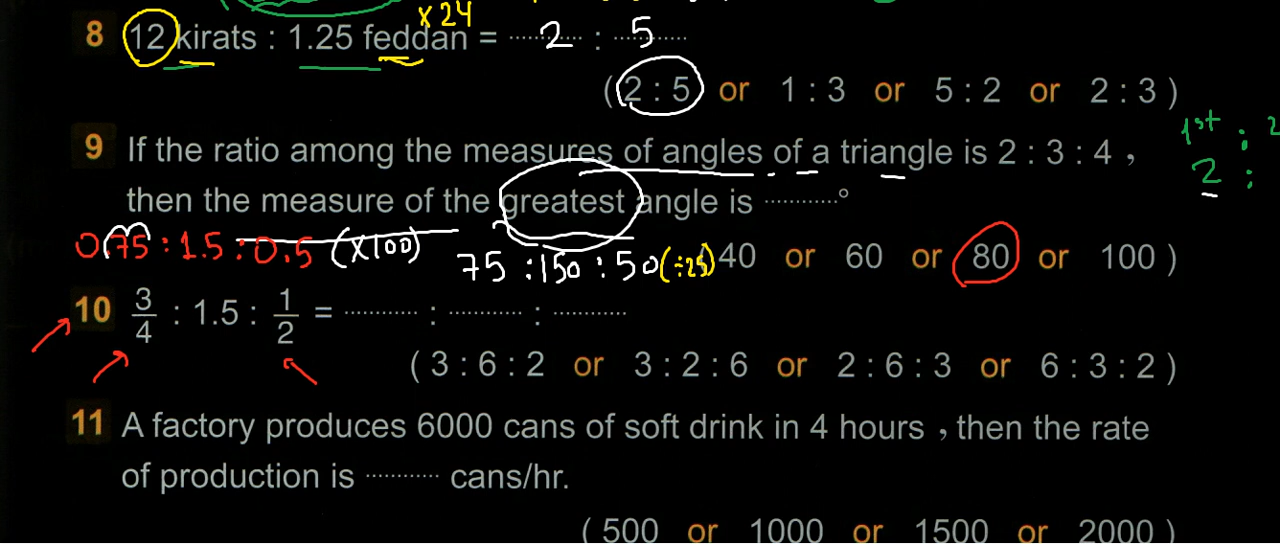 × 24
8 12 kirats : 1.25 feddan = ........... 2 : ........... 5
( 2 : 5 or 1 : 3 or 5 : 2 or 2 : 3 )
9 If the ratio among the measures of angles of a triangle is 2 : 3 : 4 ,
1st : 2
2 :
then the measure of the greatest angle is ............°
0.75 : 1.5 : 0.5 (×100) 75 : 150 : 50 (÷25)
40 or 60 or 80 or 100 )
10 3/4 : 1.5 : 1/2 = ............ : ............ : ............
( 3 : 6 : 2 or 3 : 2 : 6 or 2 : 6 : 3 or 6 : 3 : 2 )
11 A factory produces 6000 cans of soft drink in 4 hours , then the rate
of production is ............ cans/hr.
( 500 or 1000 or 1500 or 2000 )